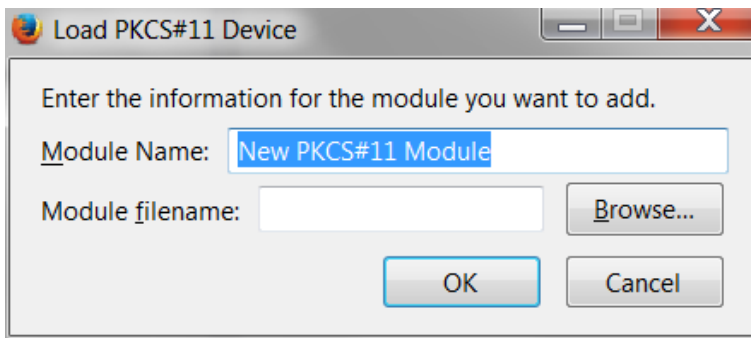 Load PKCS#11 Device
Enter the information for the module you want to add.
Module Name: New PKCS#11 Module
Module filename: Browse...
OK Cancel